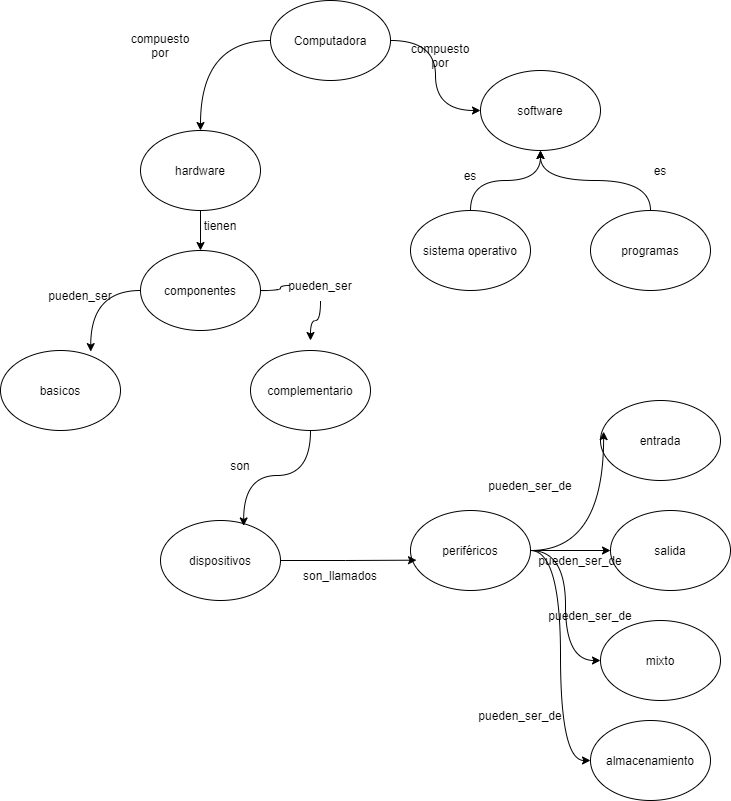 Computadora
compuesto
por
compuesto
por
software
hardware
es
es
tienen
sistema operativo
programas
componentes
pueden_ser
pueden_ser
basicos
complementario
entrada
son
pueden_ser_de
dispositivos
son_llamados
periféricos
salida
pueden_ser_de
pueden_ser_de
mixto
pueden_ser_de
almacenamiento